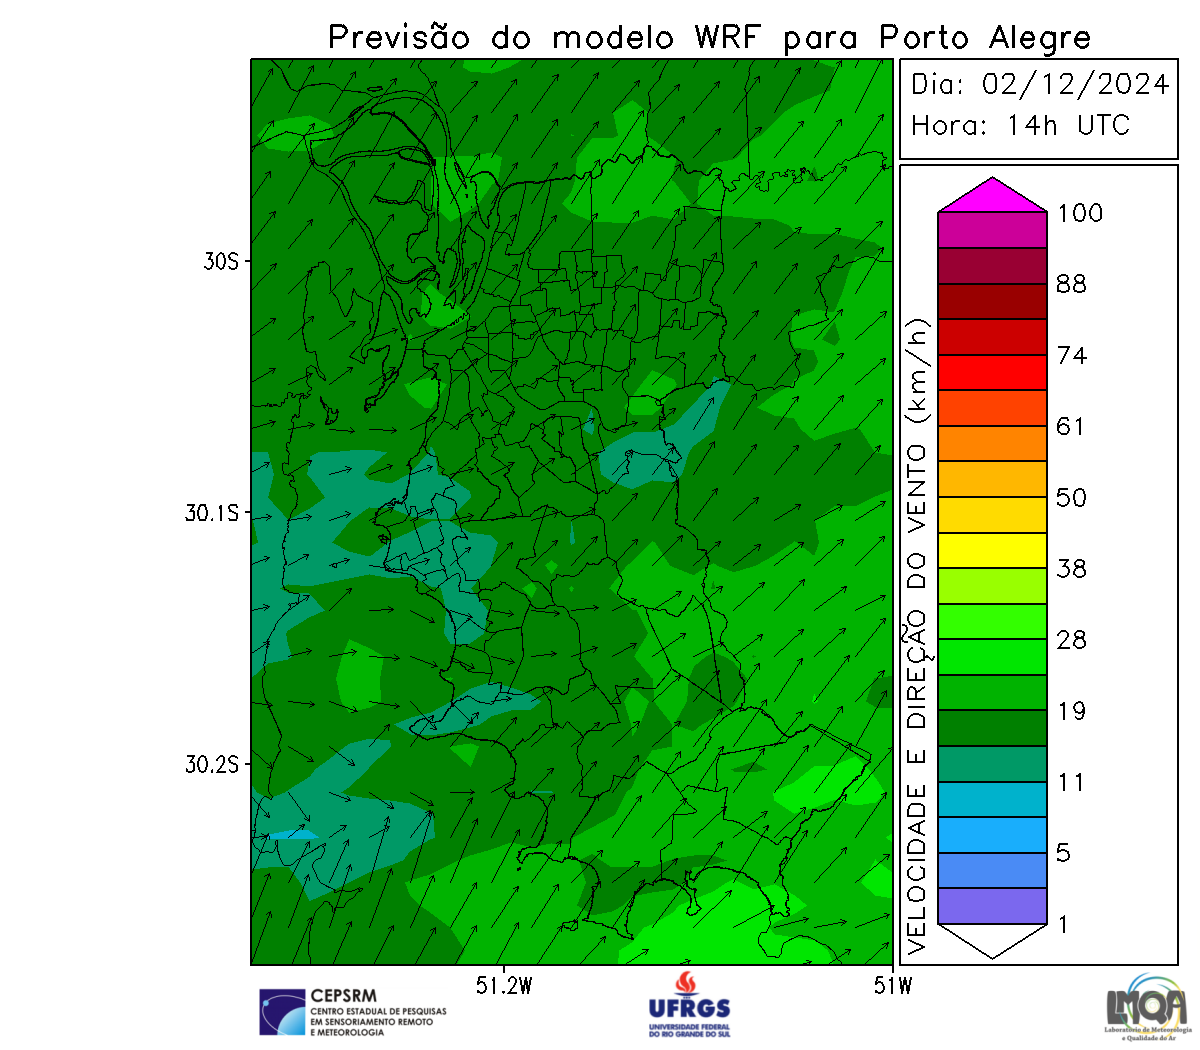 Previsão do modelo WRF para Porto Alegre
Dia: 02/12/2024
Hora: 14h UTC
30S
30.1S
30.2S
51.2W
51W
VELOCIDADE E DIREÇÃO DO VENTO (km/h)
100
88
74
61
50
38
28
19
11
5
1
CEPSRM
CENTRO ESTADUAL DE PESQUISAS
EM SENSORIAMENTO REMOTO
E METEOROLOGIA
UFRGS
UNIVERSIDADE FEDERAL
DO RIO GRANDE DO SUL
LMQA
Laboratório de Meteorologia
e Qualidade do Ar